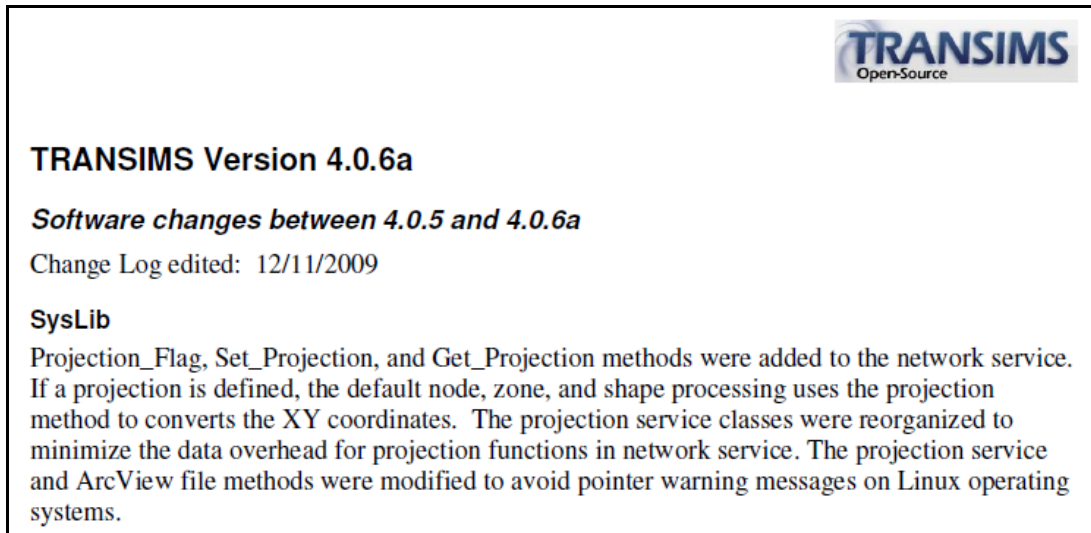 TRANSIMS
Open-Source
TRANSIMS Version 4.0.6a
Software changes between 4.0.5 and 4.0.6a
Change Log edited:  12/11/2009
SysLib
Projection_Flag, Set_Projection, and Get_Projection methods were added to the network service.
If a projection is defined, the default node, zone, and shape processing uses the projection
method to converts the XY coordinates.  The projection service classes were reorganized to
minimize the data overhead for projection functions in network service. The projection service
and ArcView file methods were modified to avoid pointer warning messages on Linux operating
systems.